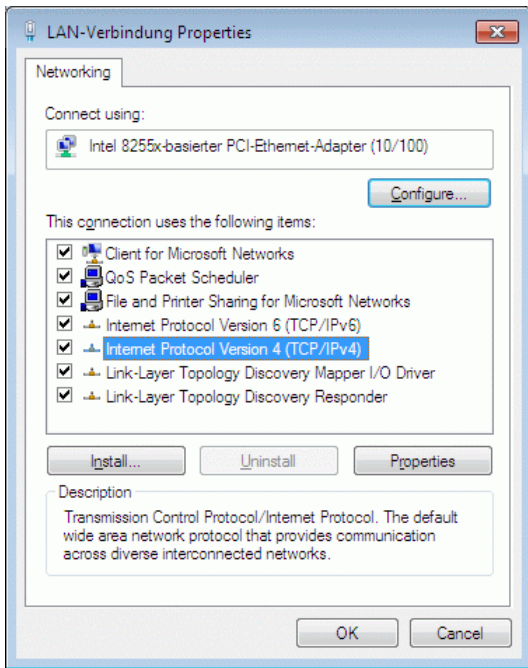 LAN-Verbindung Properties
Networking
Connect using:
Intel 8255x-basierter PCI-Ethernet-Adapter (10/100)
Configure...
This connection uses the following items:
Client for Microsoft Networks
QoS Packet Scheduler
File and Printer Sharing for Microsoft Networks
Internet Protocol Version 6 (TCP/IPv6)
Internet Protocol Version 4 (TCP/IPv4)
Link-Layer Topology Discovery Mapper I/O Driver
Link-Layer Topology Discovery Responder
Install... Uninstall Properties
Description
Transmission Control Protocol/Internet Protocol. The default
wide area network protocol that provides communication
across diverse interconnected networks.
OK Cancel